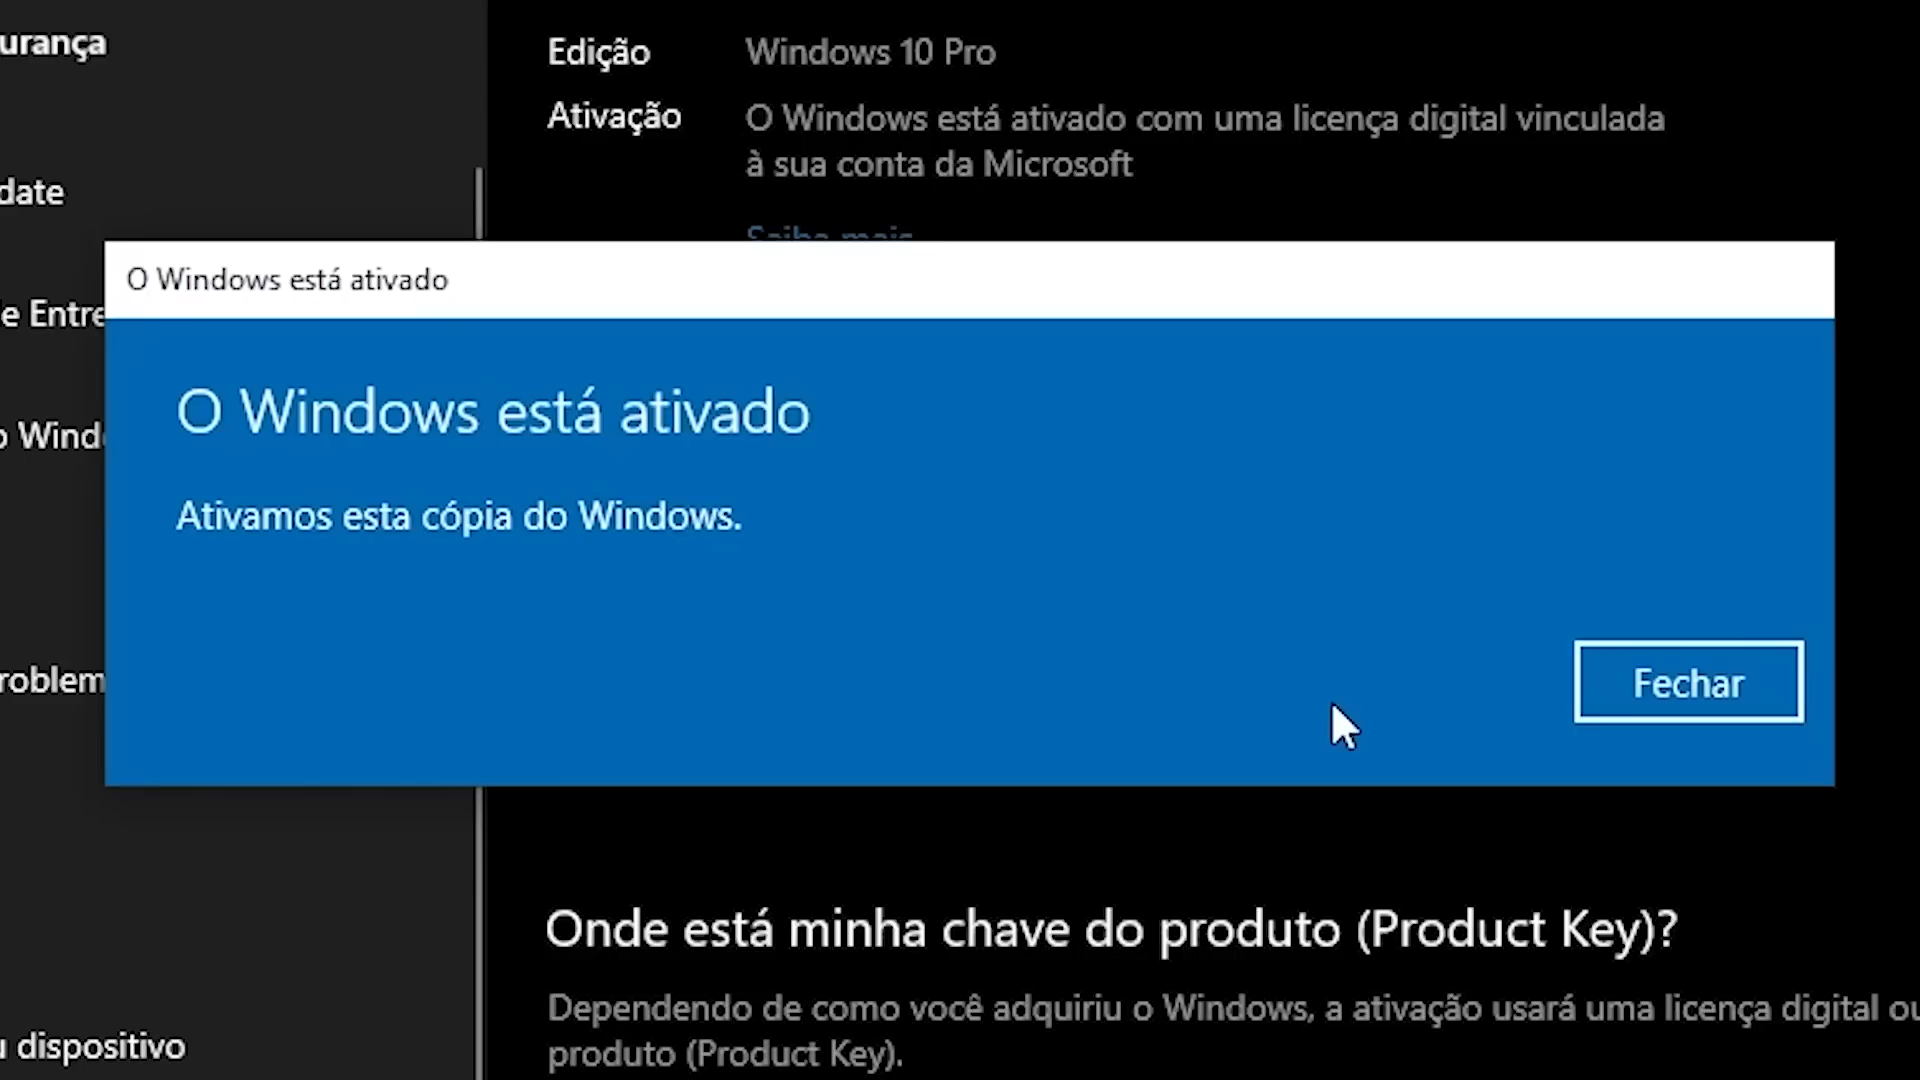 urança
Edição Windows 10 Pro
Ativação O Windows está ativado com uma licença digital vinculada
à sua conta da Microsoft
date
Saiba mais
O Windows está ativado
e Entre
O Windows está ativado
o Wind
Ativamos esta cópia do Windows.
roblem
Fechar
Onde está minha chave do produto (Product Key)?
Dependendo de como você adquiriu o Windows, a ativação usará uma licença digital ou
produto (Product Key).
u dispositivo